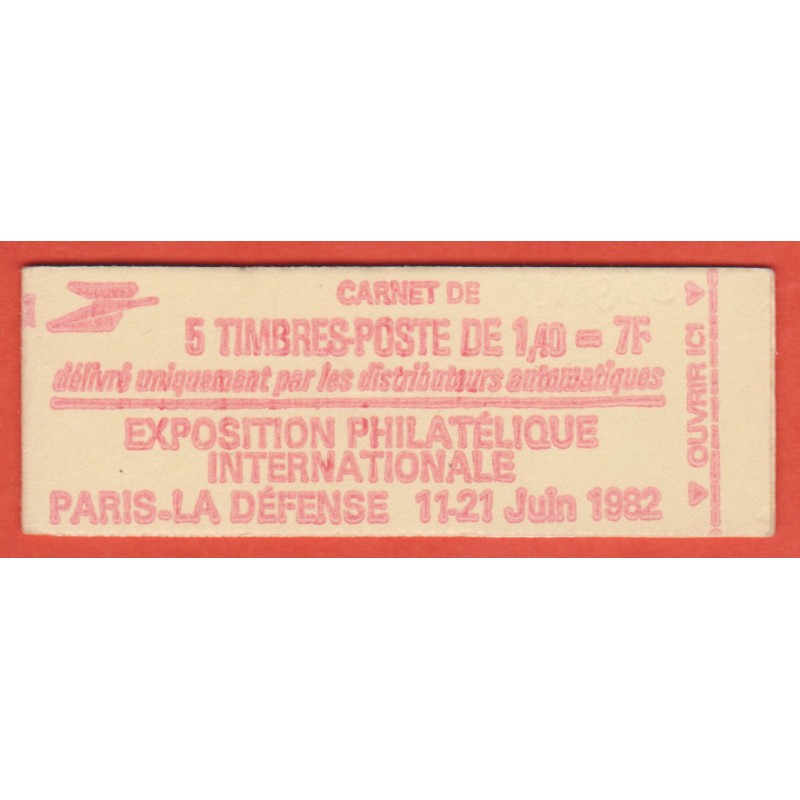 CARNET DE
5 TIMBRES-POSTE DE 1,40 = 7F
délivré uniquement par les distributeurs automatiques
EXPOSITION PHILATÉLIQUE
INTERNATIONALE
PARIS-LA DÉFENSE 11-21 Juin 1982
OUVRIR ICI